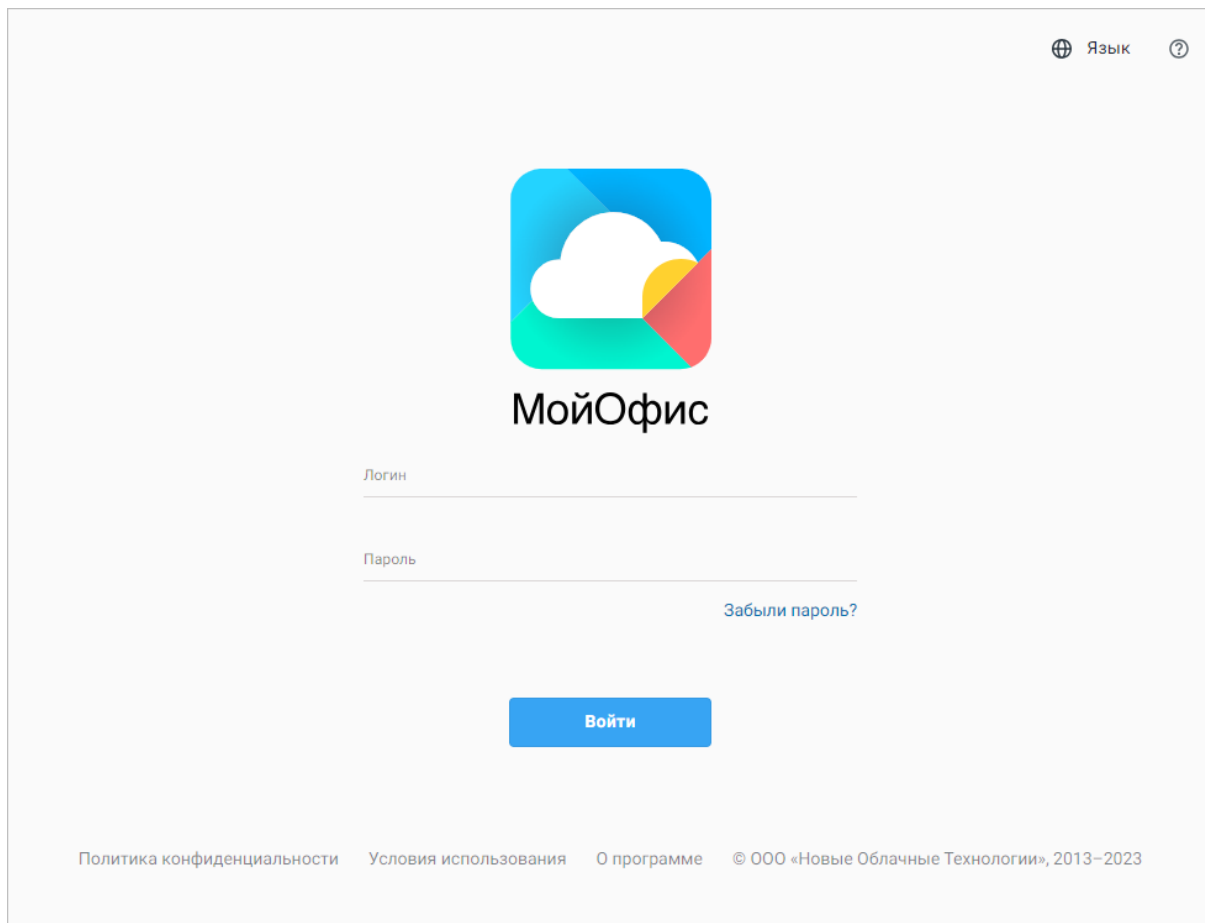 Язык
МойОфис
Логин
Пароль
Забыли пароль?
Войти
Политика конфиденциальности Условия использования О программе © ООО «Новые Облачные Технологии», 2013–2023